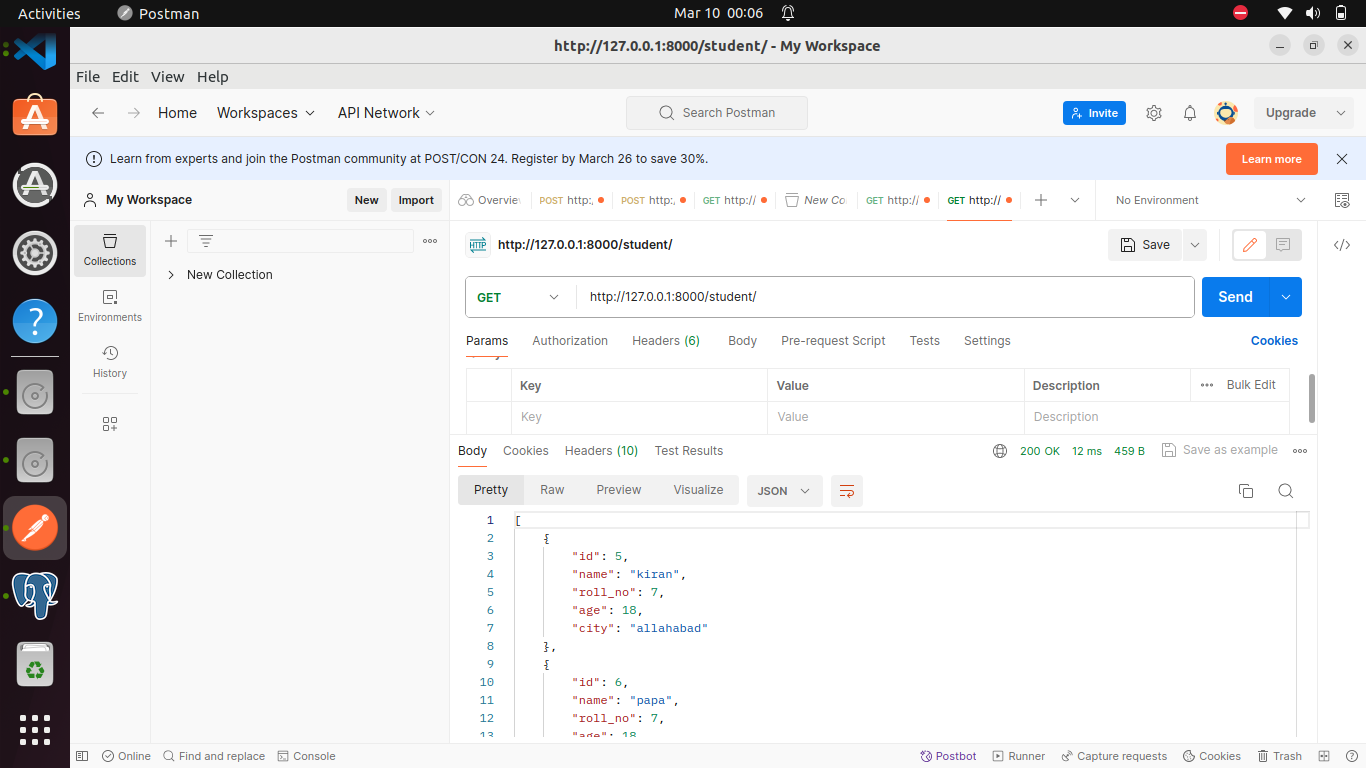 Activities Postman Mar 10 00:06
http://127.0.0.1:8000/student/ - My Workspace
File Edit View Help
Home Workspaces API Network Search Postman Invite Upgrade
Learn from experts and join the Postman community at POST/CON 24. Register by March 26 to save 30%. Learn more
My Workspace New Import Overvie POST http:, POST http:, GET http:// New Co GET http:// GET http:// No Environment
Collections
Environments
History
New Collection
HTTP http://127.0.0.1:8000/student/ Save
GET http://127.0.0.1:8000/student/ Send
Params Authorization Headers (6) Body Pre-request Script Tests Settings Cookies
Key Value Description Bulk Edit
Key Value Description
Body Cookies Headers (10) Test Results 200 OK 12 ms 459 B Save as example
Pretty Raw Preview Visualize JSON
1 [
2 {
3 "id": 5,
4 "name": "kiran",
5 "roll_no": 7,
6 "age": 18,
7 "city": "allahabad"
8 },
9 {
10 "id": 6,
11 "name": "papa",
12 "roll_no": 7,
13 "age": 18
Online Find and replace Console Postbot Runner Capture requests Cookies Trash